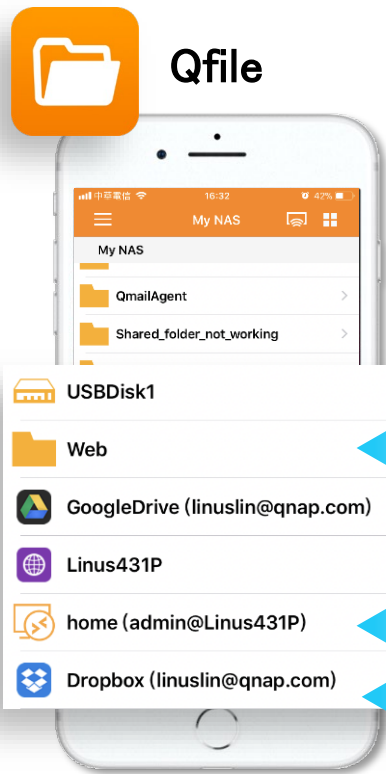 Qfile
中華電信 16:32 42%
My NAS
My NAS
QmailAgent
Shared_folder_not_working
USBDisk1
Web
GoogleDrive (linuslin@qnap.com)
Linus431P
home (admin@Linus431P)
Dropbox (linuslin@qnap.com)